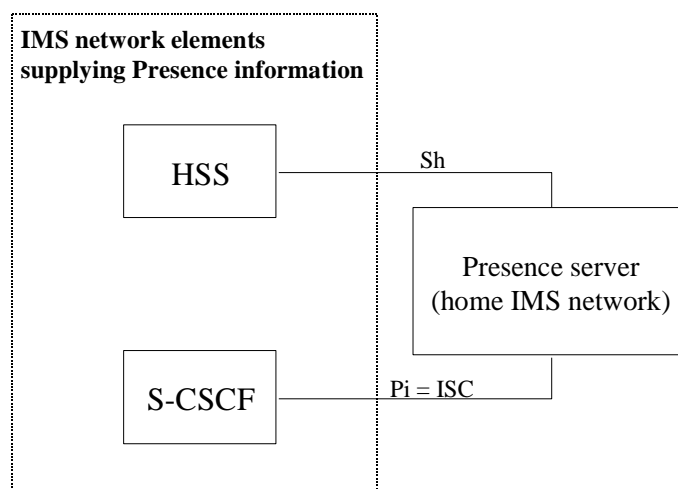 IMS network elements
supplying Presence information
HSS
Sh
Presence server
(home IMS network)
S-CSCF
Pi = ISC